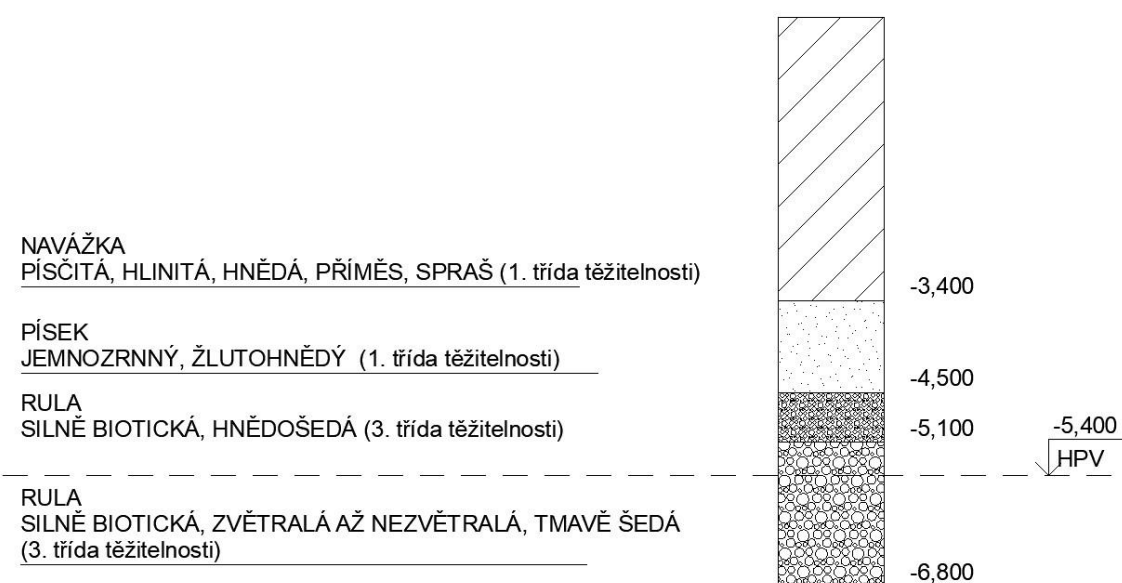 NAVÁŽKA
PÍSČITÁ, HLINITÁ, HNĚDÁ, PŘÍMĚS, SPRAŠ (1. třída těžitelnosti)
-3,400
PÍSEK
JEMNOZRNNÝ, ŽLUTOHNĚDÝ (1. třída těžitelnosti)
-4,500
RULA
SILNĚ BIOTICKÁ, HNĚDOŠEDÁ (3. třída těžitelnosti)
-5,100
-5,400
HPV
RULA
SILNĚ BIOTICKÁ, ZVĚTRALÁ AŽ NEZVĚTRALÁ, TMAVĚ ŠEDÁ
(3. třída těžitelnosti)
-6,800